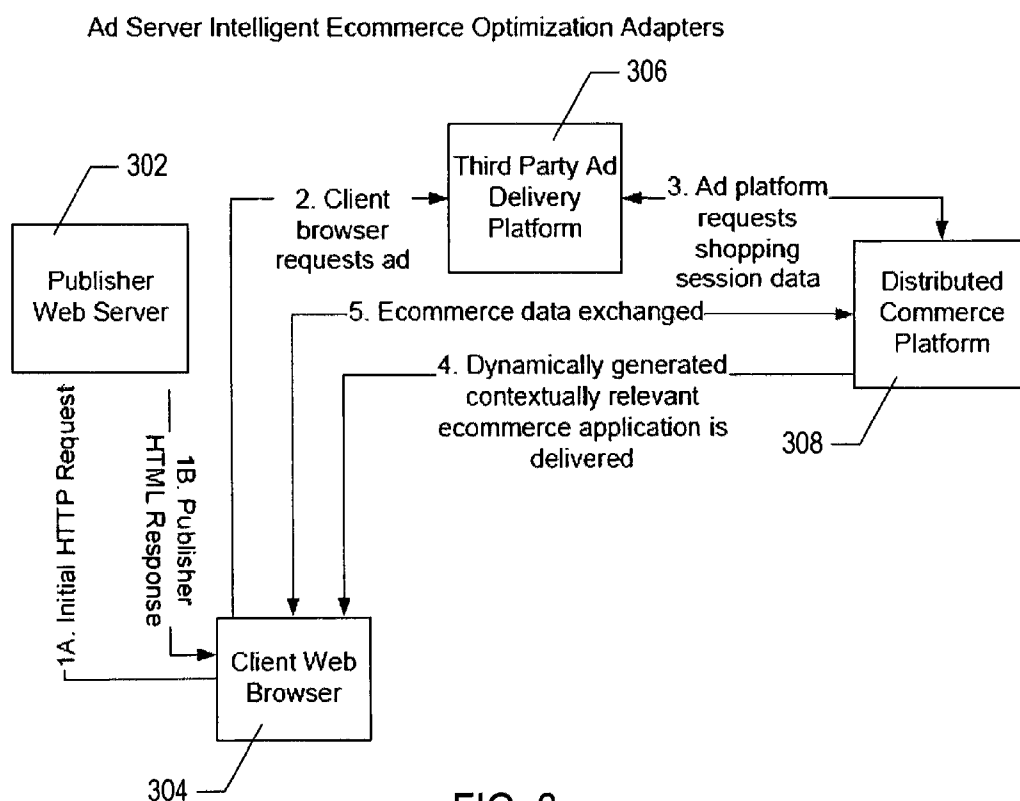 Ad Server Intelligent Ecommerce Optimization Adapters
306
302
Third Party Ad
Delivery
Platform
2. Client
browser
requests ad
3. Ad platform
requests
shopping
session data
Publisher
Web Server
Distributed
Commerce
Platform
5. Ecommerce data exchanged
4. Dynamically generated
contextually relevant
ecommerce application is
delivered
308
1A. Initial HTTP Request
1B. Publisher
HTML Response
Client Web
Browser
304